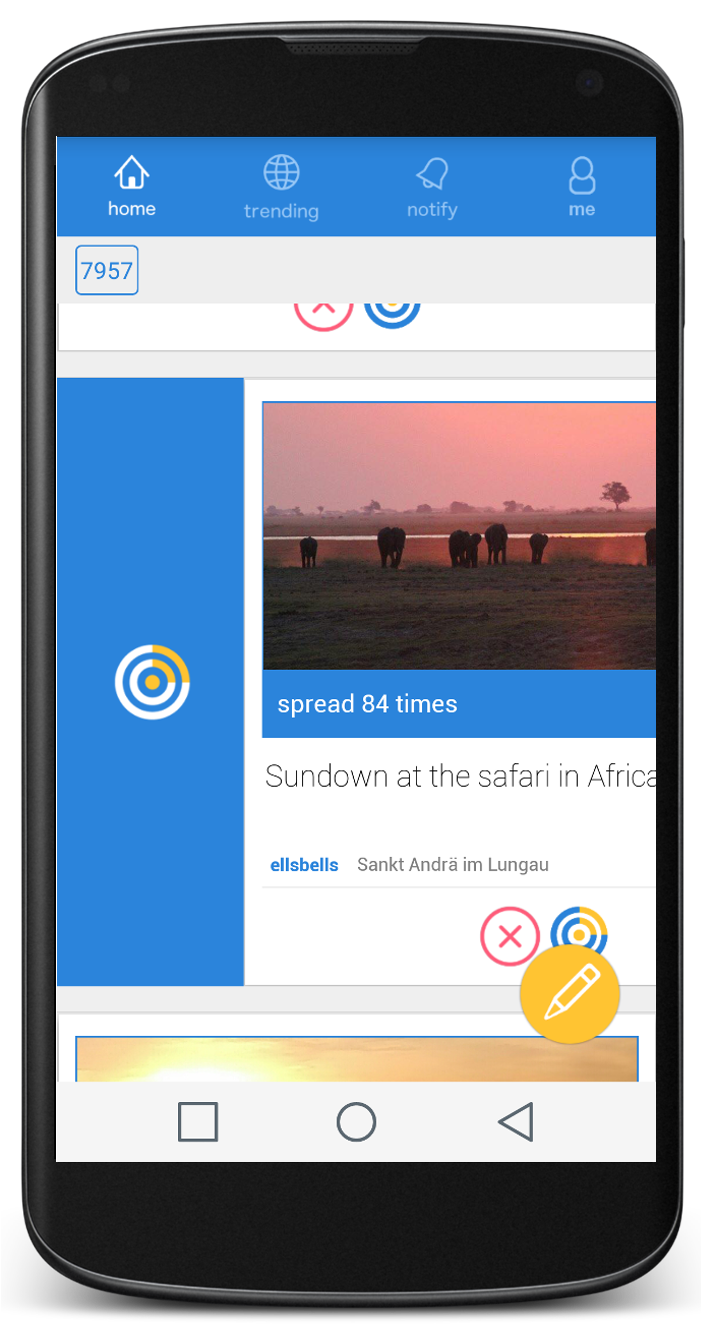 home trending notify me
7957
spread 84 times
Sundown at the safari in Africa
ellsbells Sankt Andrä im Lungau